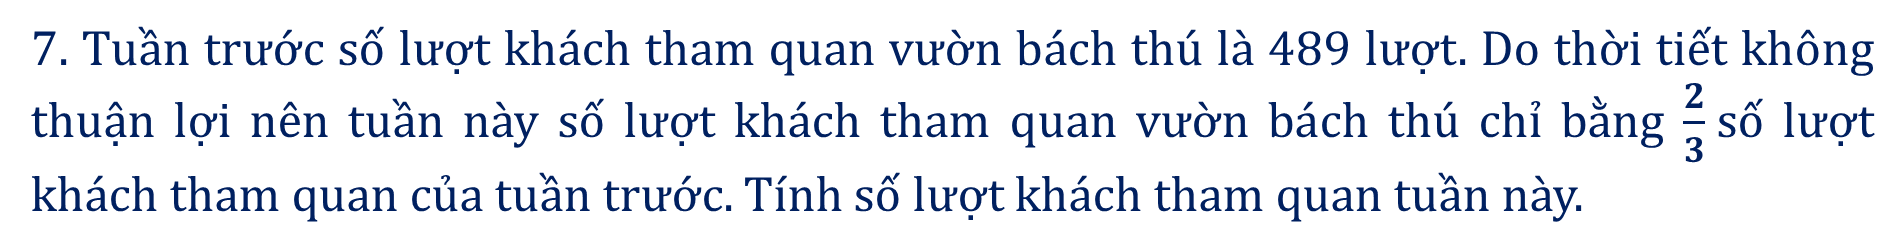 7. Tuần trước số lượt khách tham quan vườn bách thú là 489 lượt. Do thời tiết không
thuận lợi nên tuần này số lượt khách tham quan vườn bách thú chỉ bằng 2/3 số lượt
khách tham quan của tuần trước. Tính số lượt khách tham quan tuần này.